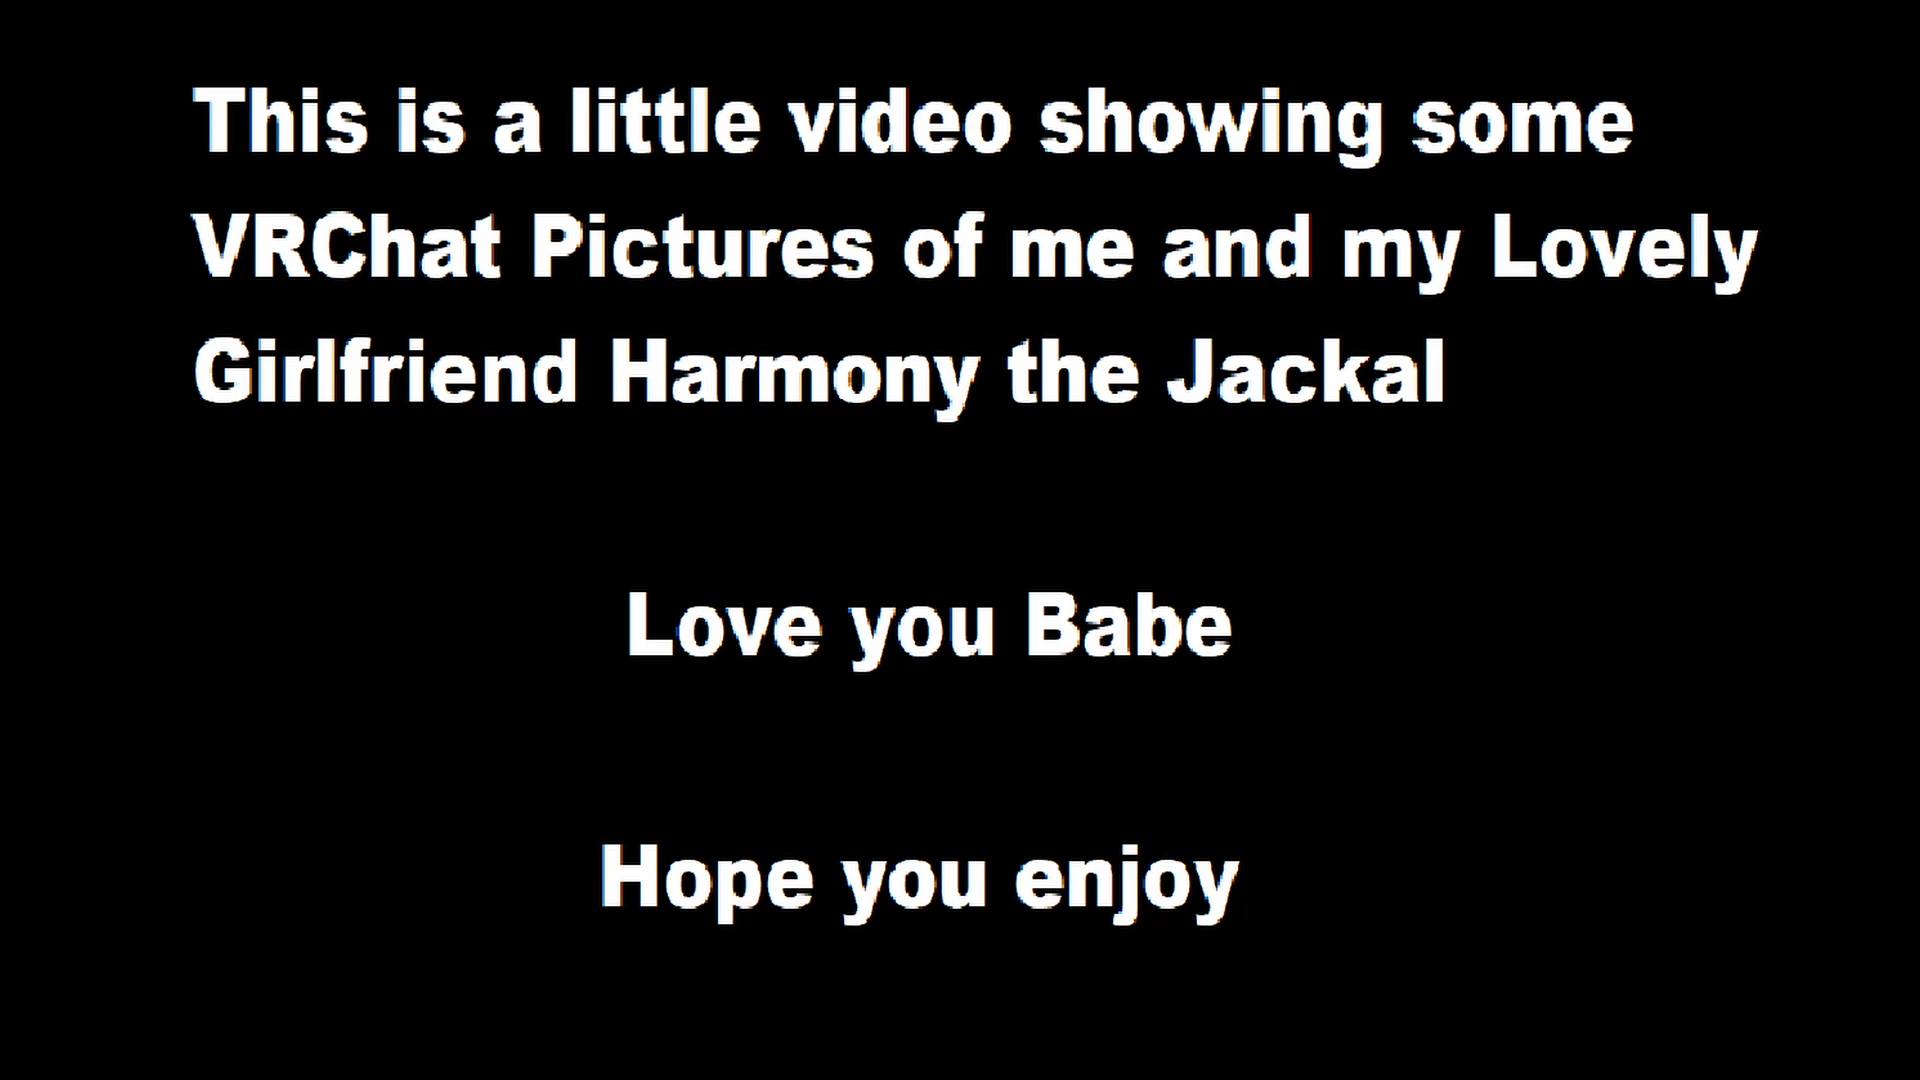 This is a little video showing some
VRChat Pictures of me and my Lovely
Girlfriend Harmony the Jackal
Love you Babe
Hope you enjoy